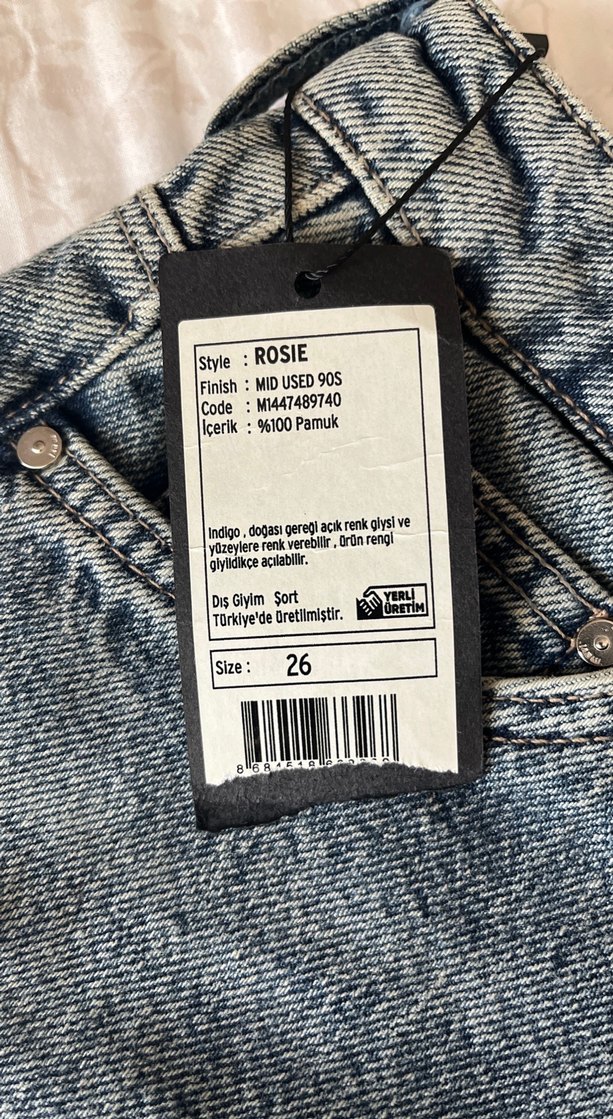 Style : ROSIE
Finish : MID USED 90S
Code : M1447489740
İçerik : %100 Pamuk
Indigo , doğası gereği açık renk giysi ve
yüzeylere renk verebilir , ürün rengi
giyildikçe açılabilir.
Dış Giyim Şort
Türkiye'de üretilmiştir.
YERLİ
ÜRETİM
Size : 26